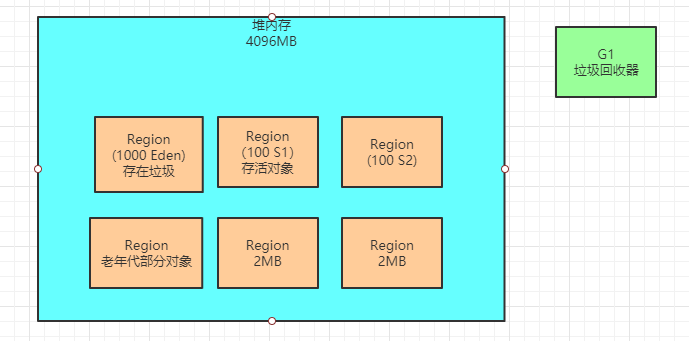 堆内存
4096MB
G1
垃圾回收器
Region
(1000 Eden)
存在垃圾
Region
(100 S1)
存活对象
Region
(100 S2)
Region
老年代部分对象
Region
2MB
Region
2MB